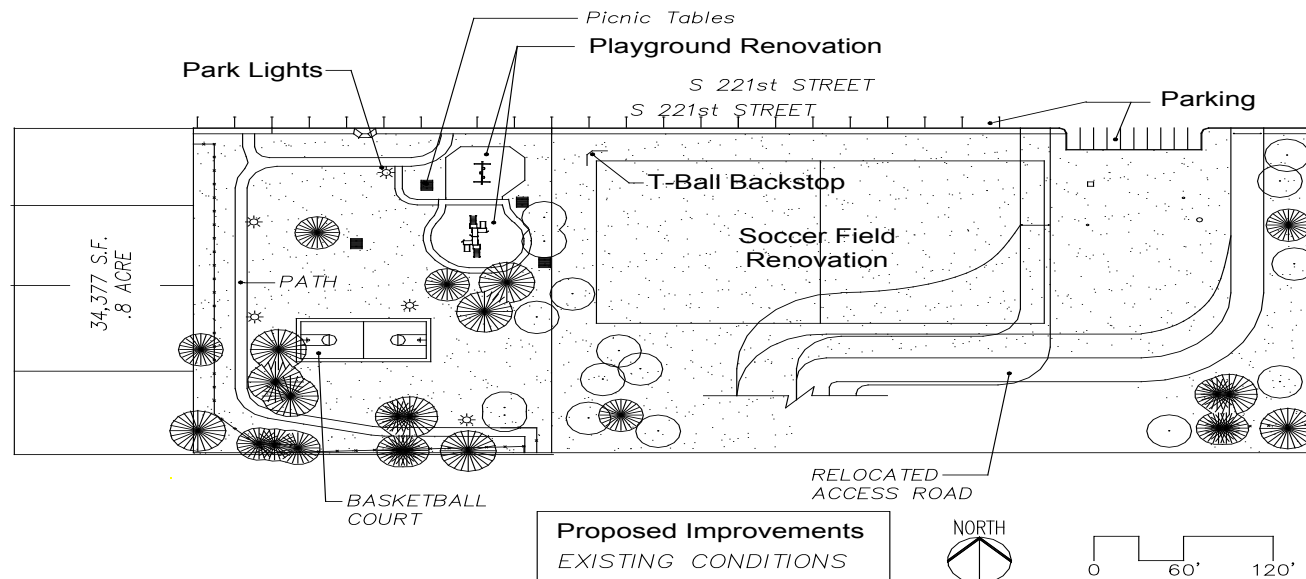 Picnic Tables
Playground Renovation
Park Lights
S 221st STREET
S 221st STREET
Parking
T-Ball Backstop
Soccer Field
Renovation
34,377 S.F.
.8 ACRE
PATH
RELOCATED
ACCESS ROAD
BASKETBALL
COURT
Proposed Improvements
EXISTING CONDITIONS
NORTH
0 60' 120'